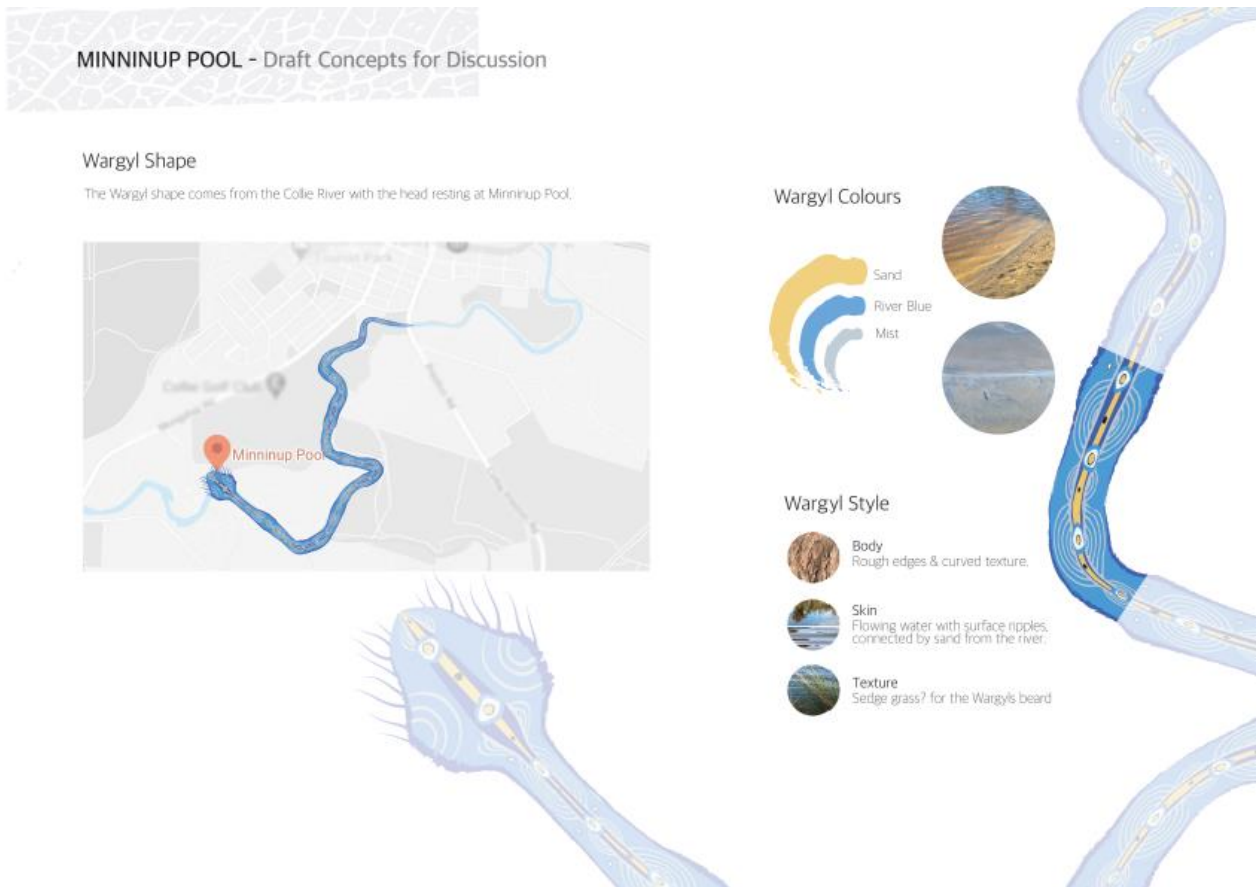 MINNINUP POOL - Draft Concepts for Discussion
Wargyl Shape
The Wargyl shape comes from the Collie River with the head resting at Minninup Pool.
Collie Golf Club
Minninup Pool
Wargyl Colours
Sand
River Blue
Mist
Wargyl Style
Body
Rough edges & curved texture.
Skin
Flowing water with surface ripples,
connected by sand from the river.
Texture
Sedge grass? for the Wargyls beard